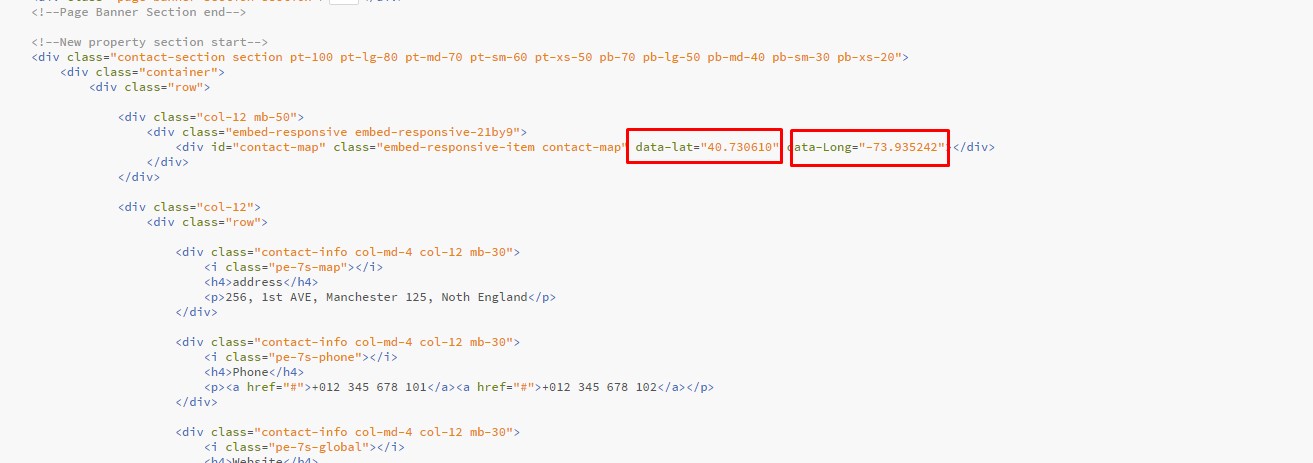 <!--Page Banner Section end-->
<!--New property section start-->
<div class="contact-section section pt-100 pt-lg-80 pt-md-70 pt-sm-60 pt-xs-50 pb-70 pb-lg-50 pb-md-40 pb-sm-30 pb-xs-20">
<div class="container">
<div class="row">
<div class="col-12 mb-50">
<div class="embed-responsive embed-responsive-21by9">
<div id="contact-map" class="embed-responsive-item contact-map" data-lat="40.730610" data-Long="-73.935242"></div>
</div>
</div>
<div class="col-12">
<div class="row">
<div class="contact-info col-md-4 col-12 mb-30">
<i class="pe-7s-map"></i>
<h4>address</h4>
<p>256, 1st AVE, Manchester 125, Noth England</p>
</div>
<div class="contact-info col-md-4 col-12 mb-30">
<i class="pe-7s-phone"></i>
<h4>Phone</h4>
<p><a href="#">+012 345 678 101</a><a href="#">+012 345 678 102</a></p>
</div>
<div class="contact-info col-md-4 col-12 mb-30">
<i class="pe-7s-global"></i>
<h4>Website</h4>